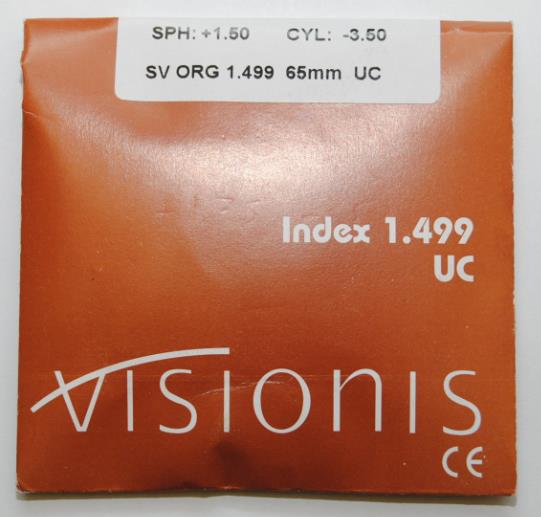 SPH: +1.50 CYL: -3.50
SV ORG 1.499 65mm UC
Index 1.499
UC
VISIONIS
CE